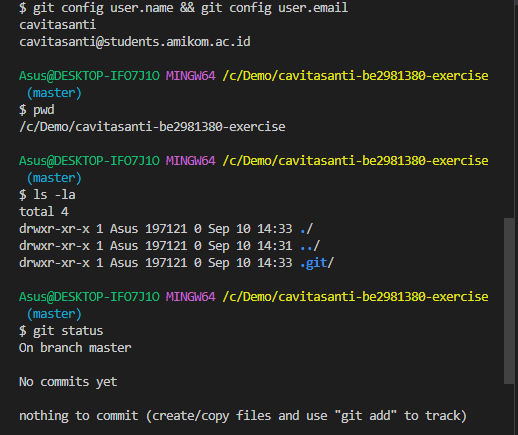 $ git config user.name && git config user.email
cavitasanti
cavitasanti@students.amikom.ac.id
Asus@DESKTOP-IFO7J1O MINGW64 /c/Demo/cavitasanti-be2981380-exercise
(master)
$ pwd
/c/Demo/cavitasanti-be2981380-exercise
Asus@DESKTOP-IFO7J1O MINGW64 /c/Demo/cavitasanti-be2981380-exercise
(master)
$ ls -la
total 4
drwxr-xr-x 1 Asus 197121 0 Sep 10 14:33 ./
drwxr-xr-x 1 Asus 197121 0 Sep 10 14:31 ../
drwxr-xr-x 1 Asus 197121 0 Sep 10 14:33 .git/
Asus@DESKTOP-IFO7J1O MINGW64 /c/Demo/cavitasanti-be2981380-exercise
(master)
$ git status
On branch master
No commits yet
nothing to commit (create/copy files and use "git add" to track)